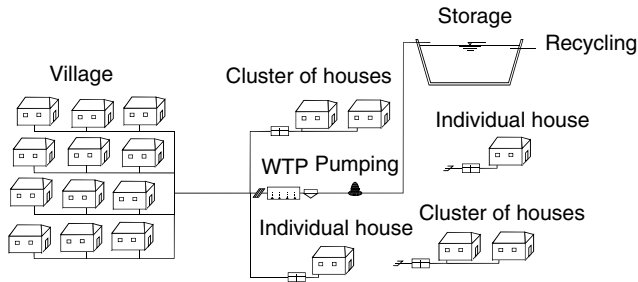 Storage
Recycling
Village
Cluster of houses
Individual house
WTP
Pumping
Individual house
Cluster of houses